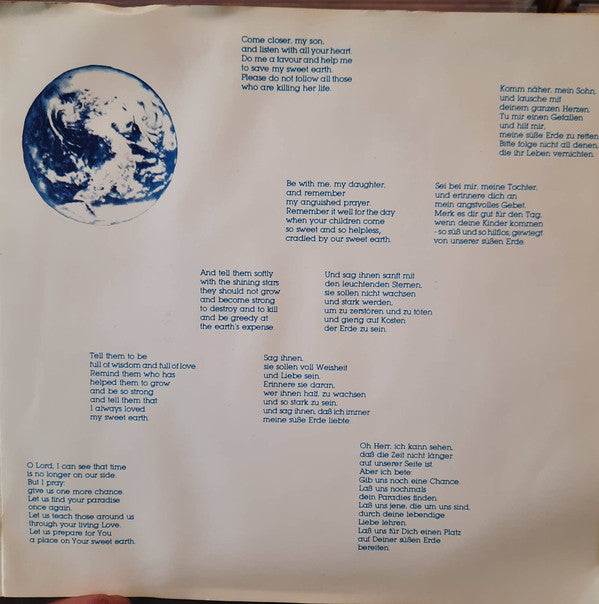 Come closer, my son,
and listen with all your heart.
Do me a favour and help me
to save my sweet earth.
Please do not follow all those
who are killing her life.
Komm näher, mein Sohn,
und lausche mit
deinem ganzen Herzen.
Tu mir einen Gefallen
und hilf mir,
meine süße Erde zu retten.
Bitte folge nicht all denen,
die ihr Leben vernichten.
Be with me, my daughter,
and remember
my anguished prayer.
Remember it well for the day
when your children come
so sweet and so helpless,
cradled by our sweet earth.
Sei bei mir, meine Tochter,
und erinnere dich an
mein angstvolles Gebet.
Merk es dir gut für den Tag,
wenn deine Kinder kommen
- so süß und so hilflos, gewiegt
von unserer süßen Erde.
And tell them softly
with the shining stars
they should not grow
and become strong
to destroy and to kill
and be greedy at
the earth's expense.
Und sag ihnen sanft mit
den leuchtenden Sternen,
sie sollen nicht wachsen
und stark werden,
um zu zerstören und zu töten
und gierig auf Kosten
der Erde zu sein.
Tell them to be
full of wisdom and full of love.
Remind them who has
helped them to grow
and be so strong
and tell them that
I always loved
my sweet earth.
Sag ihnen,
sie sollen voll Weisheit
und Liebe sein.
Erinnere sie daran,
wer ihnen half, zu wachsen
und so stark zu sein,
und sag ihnen, daß ich immer
meine süße Erde liebte.
O Lord, I can see that time
is no longer on our side.
But I pray:
give us one more chance.
Let us find your paradise
once again.
Let us teach those around us
through your living Love.
Let us prepare for You
a place on Your sweet earth.
Oh Herr, ich kann sehen,
daß die Zeit nicht länger
auf unserer Seite ist.
Aber ich bete:
Gib uns noch eine Chance.
Laß uns nochmals
dein Paradies finden.
Laß uns jene, die um uns sind,
durch deine lebendige
Liebe lehren.
Laß uns für Dich einen Platz
auf Deiner süßen Erde
bereiten.